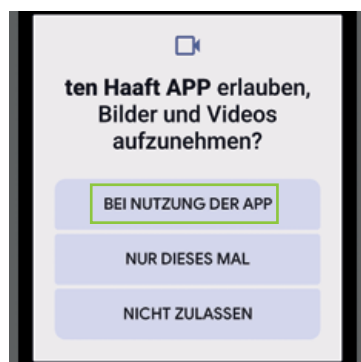 ten Haaft APP erlauben,
Bilder und Videos
aufzunehmen?
BEI NUTZUNG DER APP
NUR DIESES MAL
NICHT ZULASSEN